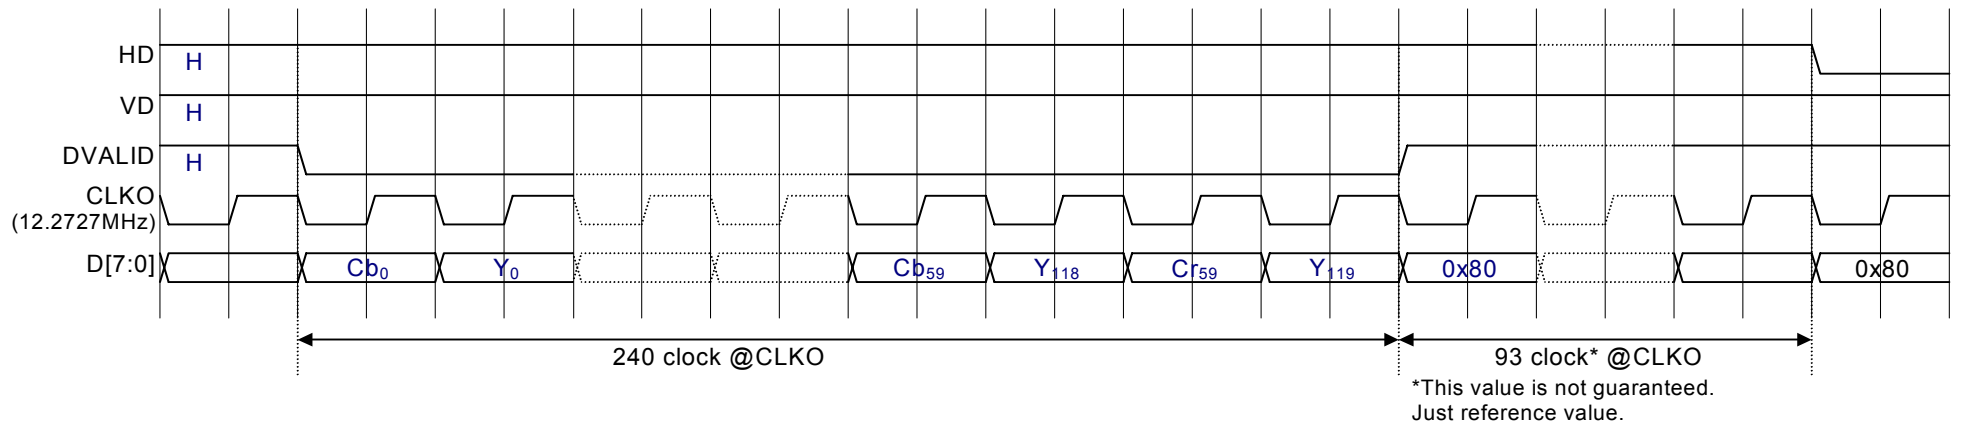 HD H
VD H
DVALID H
CLKO
(12.2727MHz)
D[7:0] Cb₀ Y₀ Cb₅₉ Y₁₁₈ Cr₅₉ Y₁₁₉ 0x80 0x80
240 clock @CLKO 93 clock* @CLKO
*This value is not guaranteed.
Just reference value.